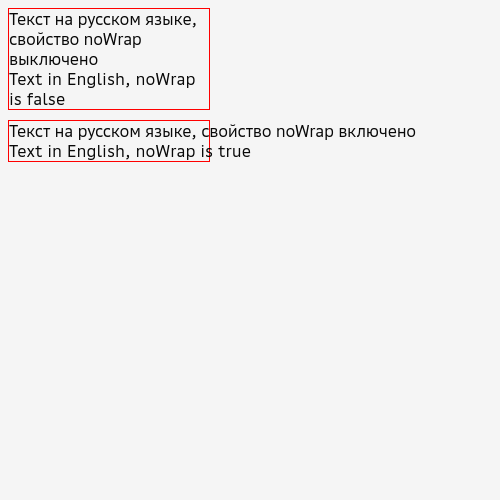 Текст на русском языке,
свойство noWrap
выключено
Text in English, noWrap
is false
Текст на русском языке, свойство noWrap включено
Text in English, noWrap is true